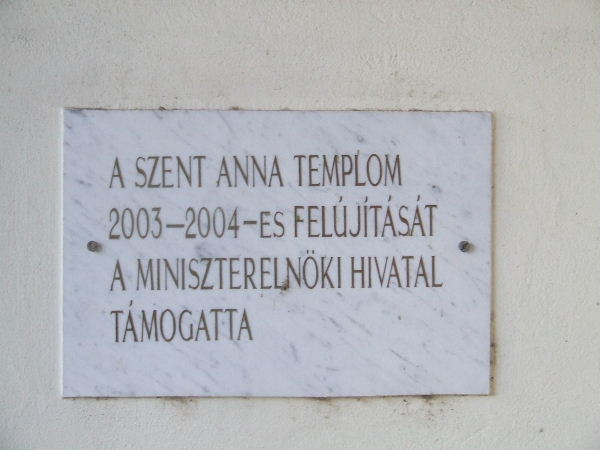 A SZENT ANNA TEMPLOM
2003–2004–ES FELÚJÍTÁSÁT
A MINISZTERELNÖKI HIVATAL
TÁMOGATTA